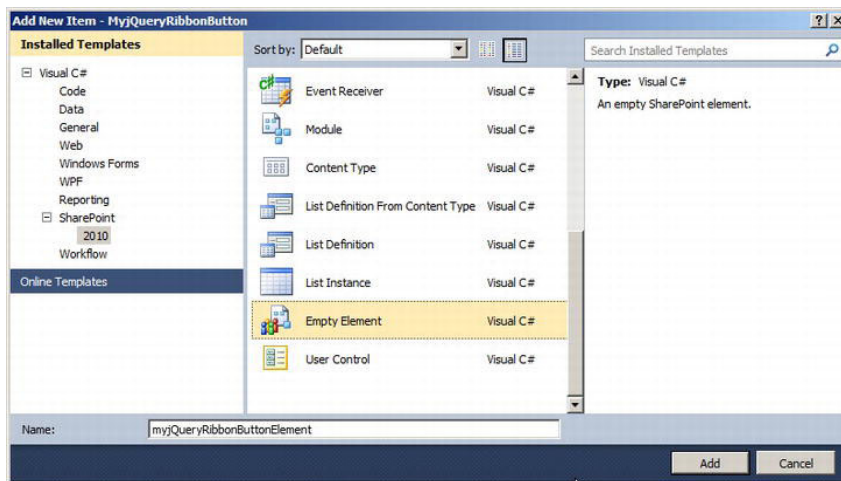 Add New Item - MyjQueryRibbonButton
Installed Templates
Sort by: Default
Search Installed Templates
Visual C#
Code
Data
General
Web
Windows Forms
WPF
Reporting
SharePoint
2010
Workflow
Online Templates
Event Receiver Visual C#
Module Visual C#
Content Type Visual C#
List Definition From Content Type Visual C#
List Definition Visual C#
List Instance Visual C#
Empty Element Visual C#
User Control Visual C#
Type: Visual C#
An empty SharePoint element.
Name: myjQueryRibbonButtonElement
Add Cancel